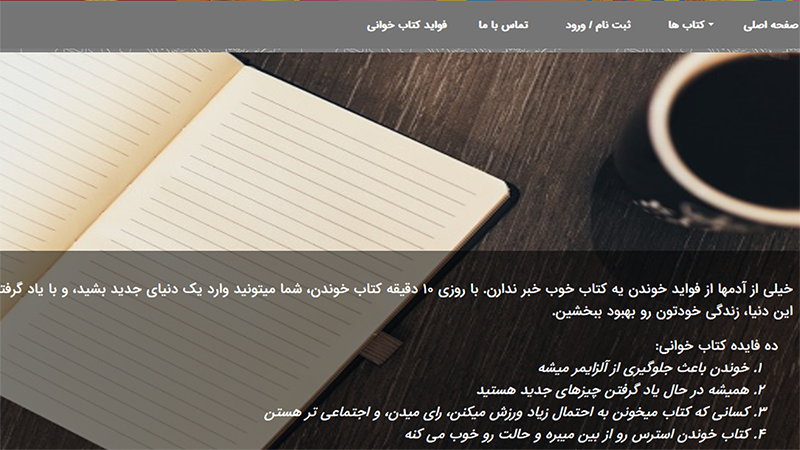 صفحه اصلی
کتاب ها
ثبت نام / ورود
تماس با ما
فواید کتاب خوانی
خیلی از آدمها از فواید خوندن یه کتاب خوب خبر ندارن. با روزی ۱۰ دقیقه کتاب خوندن، شما میتونید وارد یک دنیای جدید بشید، و با یاد
این دنیا، زندگی خودتون رو بهبود ببخشین.
ده فایده کتاب خوانی:
۱. خوندن باعث جلوگیری از آلزایمر میشه
۲. همیشه در حال یاد گرفتن چیزهای جدید هستید
۳. کسانی که کتاب میخونن به احتمال زیاد ورزش میکنن، رای میدن، و اجتماعی تر هستن
۴. کتاب خوندن استرس رو از بین میبره و حالت رو خوب می کنه